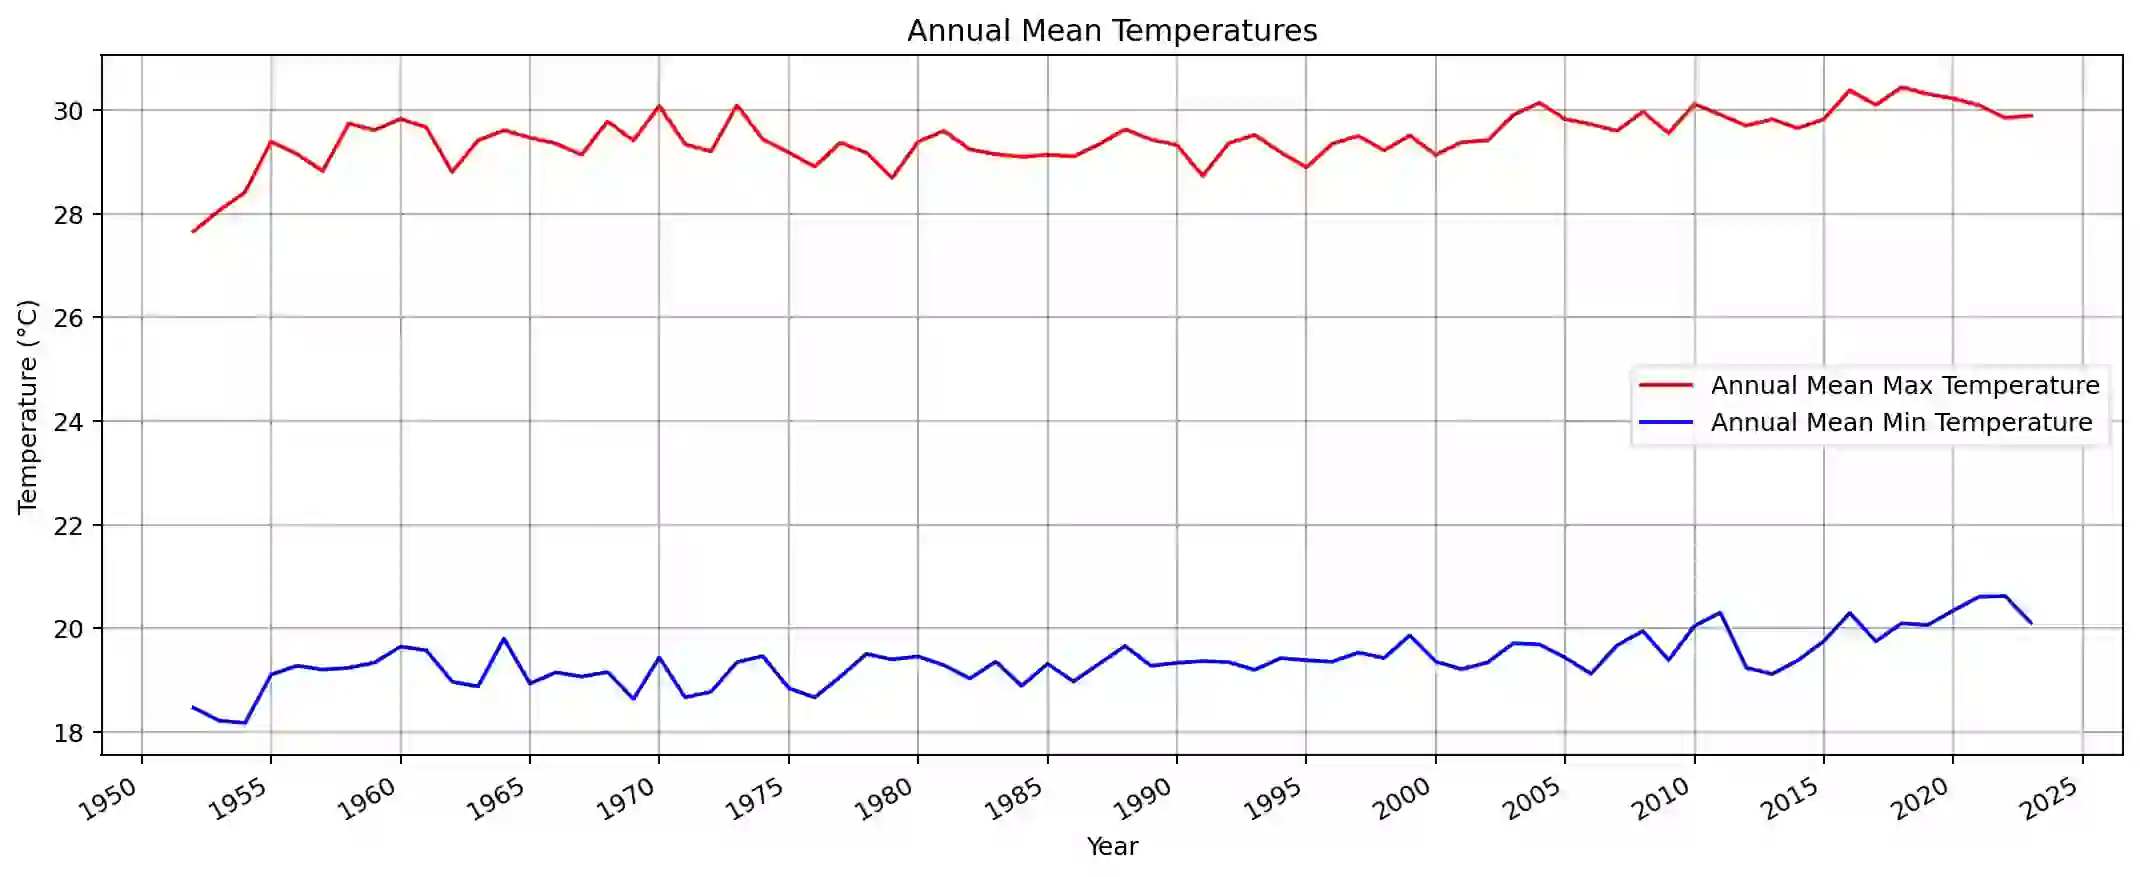 Annual Mean Temperatures
Temperature (°C)
30
28
26
24
22
20
18
Annual Mean Max Temperature
Annual Mean Min Temperature
1950 1955 1960 1965 1970 1975 1980 1985 1990 1995 2000 2005 2010 2015 2020 2025
Year